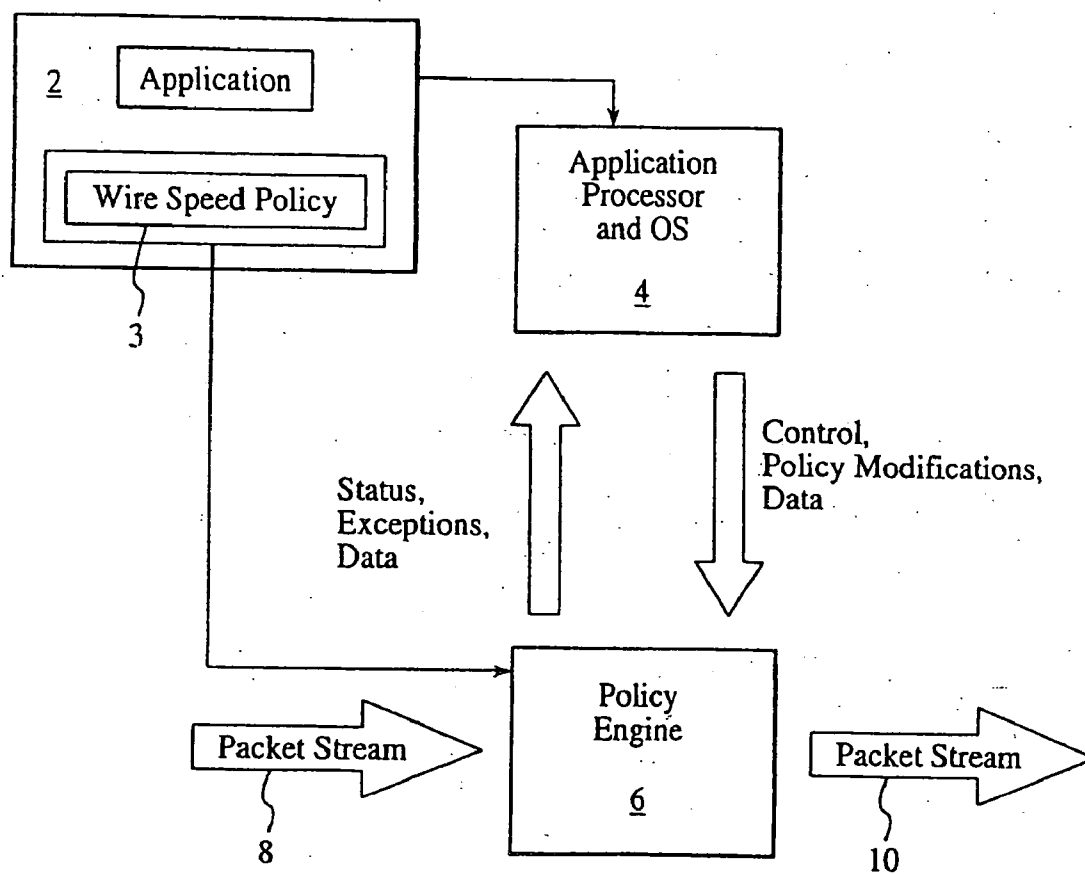 2
Application
Wire Speed Policy
3
Application
Processor
and OS
4
Status,
Exceptions,
Data
Control,
Policy Modifications,
Data
Policy
Engine
6
Packet Stream
8
Packet Stream
10